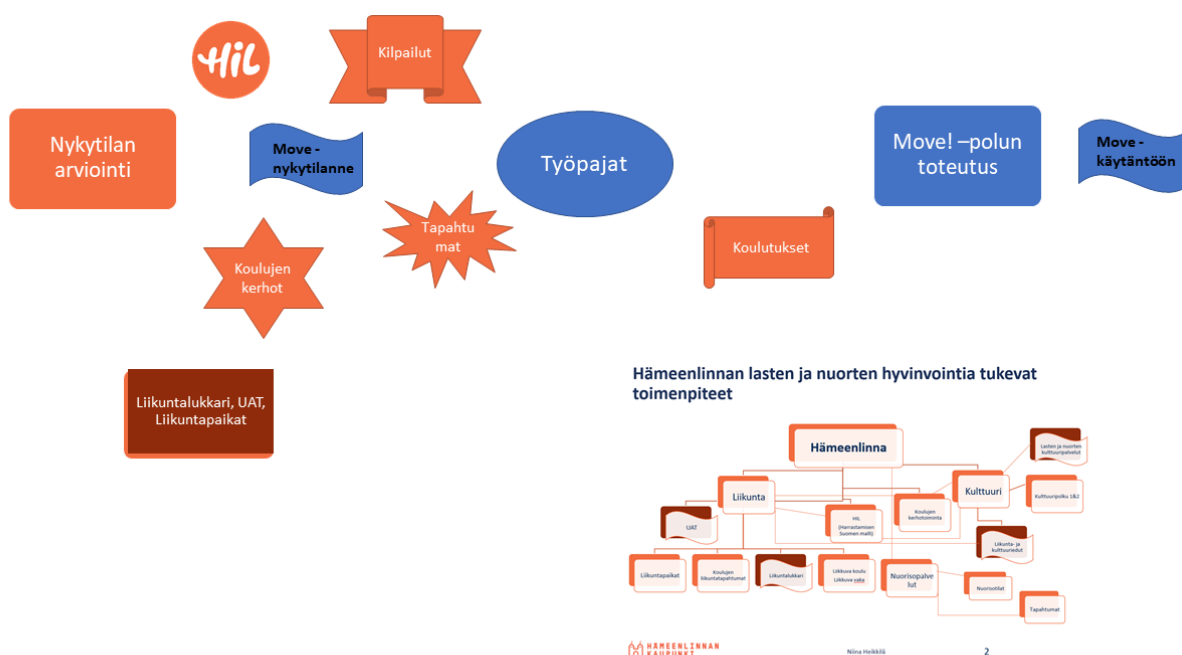 HiL
Kilpailut
Nykytilan
arviointi
Move -
nykytilanne
Työpajat
Move! –polun
toteutus
Move -
käytäntöön
Tapahtu
mat
Koulutukset
Koulujen
kerhot
Liikuntalukkari, UAT,
Liikuntapaikat
Hämeenlinnan lasten ja nuorten hyvinvointia tukevat
toimenpiteet
Hämeenlinna
Lasten ja nuorten
kulttuuripalvelut
Liikunta
Kulttuuri
Kulttuuripolku 1&2
UAT
HIL
(Harrastamisen
Suomen malli)
Koulujen
kerhotoiminta
Liikunta- ja
kulttuuriedut
Liikuntapaikat
Koulujen
liikuntatapahtumat
Liikuntalukkari
Liikkuva koulu
Liikkuva vaka
Nuorisopalve
lut
Nuorisotilat
Tapahtumat
HÄMEENLINNAN
KAUPUNKI
Niina Heikkilä
2